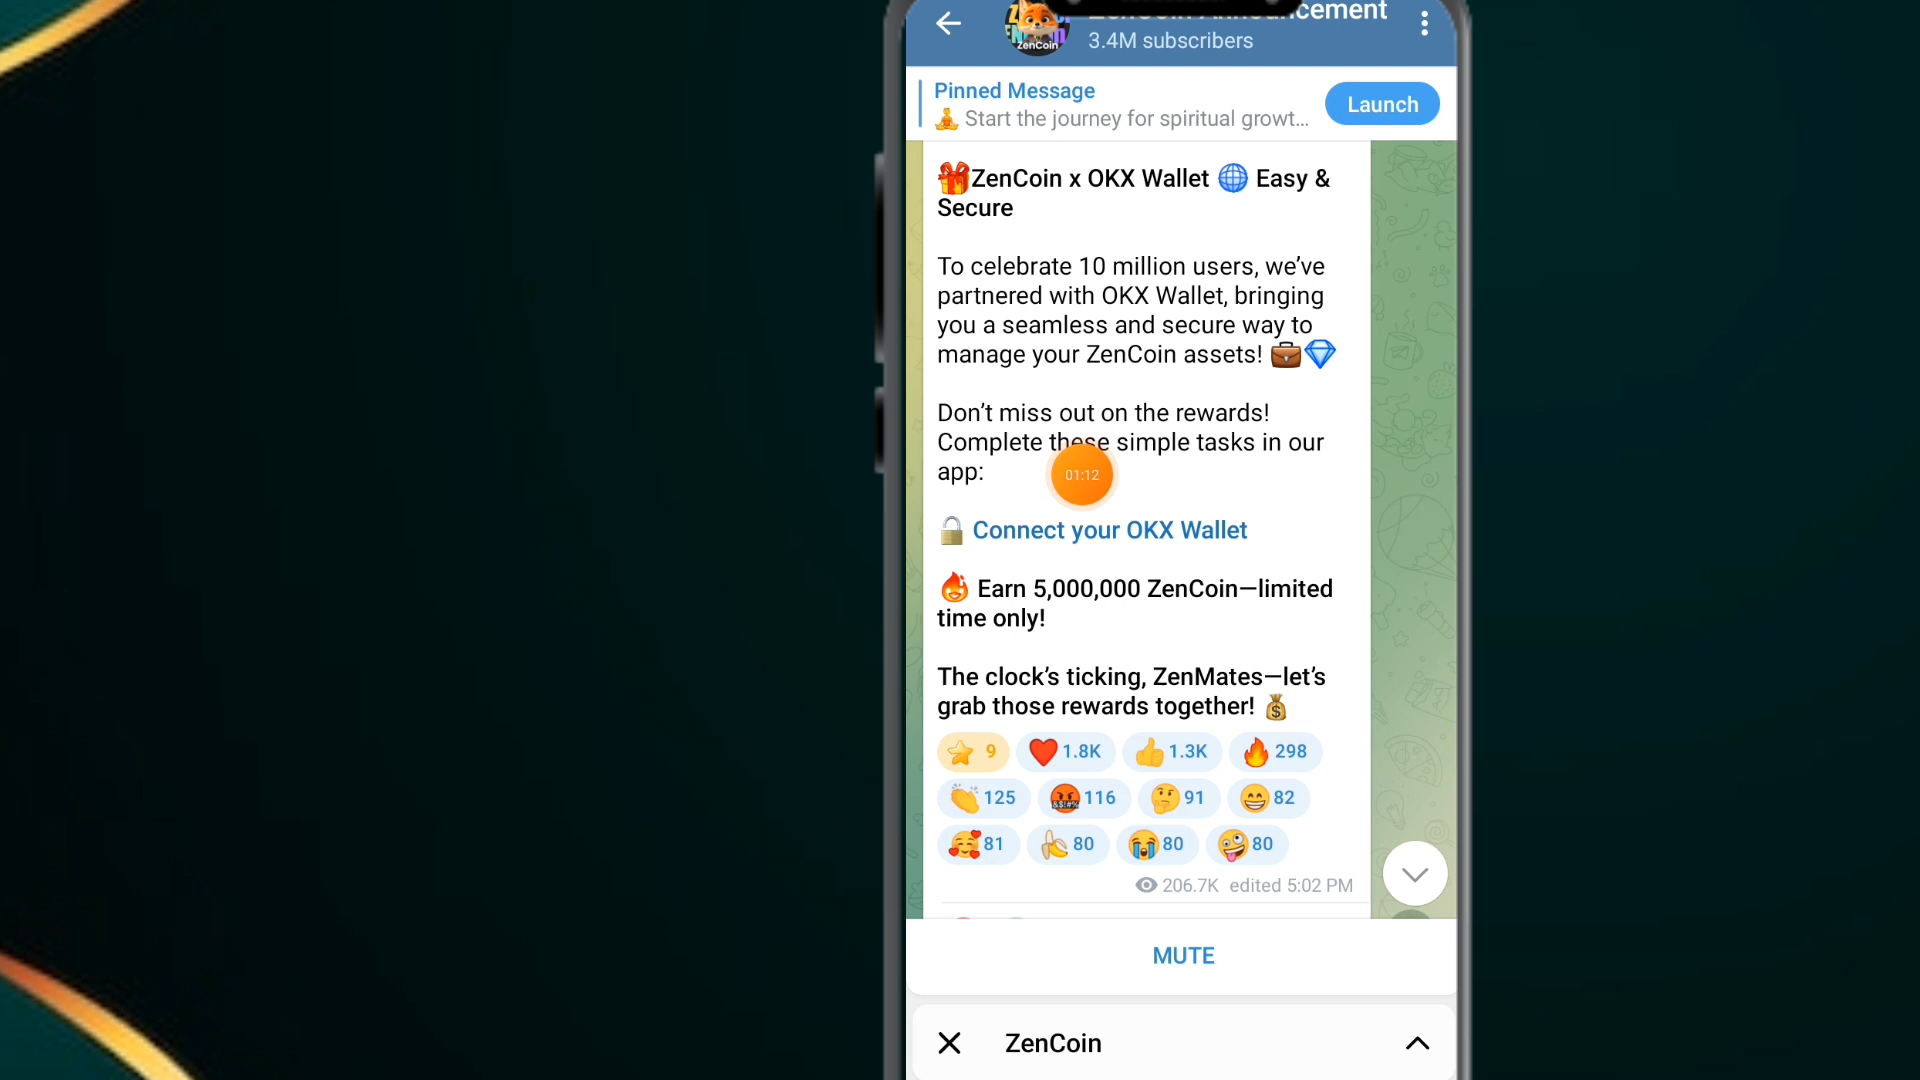 ZenCoin Announcement
3.4M subscribers
ZenCoin
Pinned Message
🧘 Start the journey for spiritual growt...
Launch
🎁ZenCoin x OKX Wallet 🌐 Easy &
Secure
To celebrate 10 million users, we've
partnered with OKX Wallet, bringing
you a seamless and secure way to
manage your ZenCoin assets! 💼💎
Don't miss out on the rewards!
Complete these simple tasks in our
app:
01:12
🔓 Connect your OKX Wallet
🔥 Earn 5,000,000 ZenCoin—limited
time only!
The clock's ticking, ZenMates—let's
grab those rewards together! 💰
⭐ 9 ❤️ 1.8K 👍 1.3K 🔥 298
👏 125 🤬 116 🤔 91 😁 82
🥰 81 🍌 80 😭 80 🤪 80
206.7K edited 5:02 PM
MUTE
ZenCoin